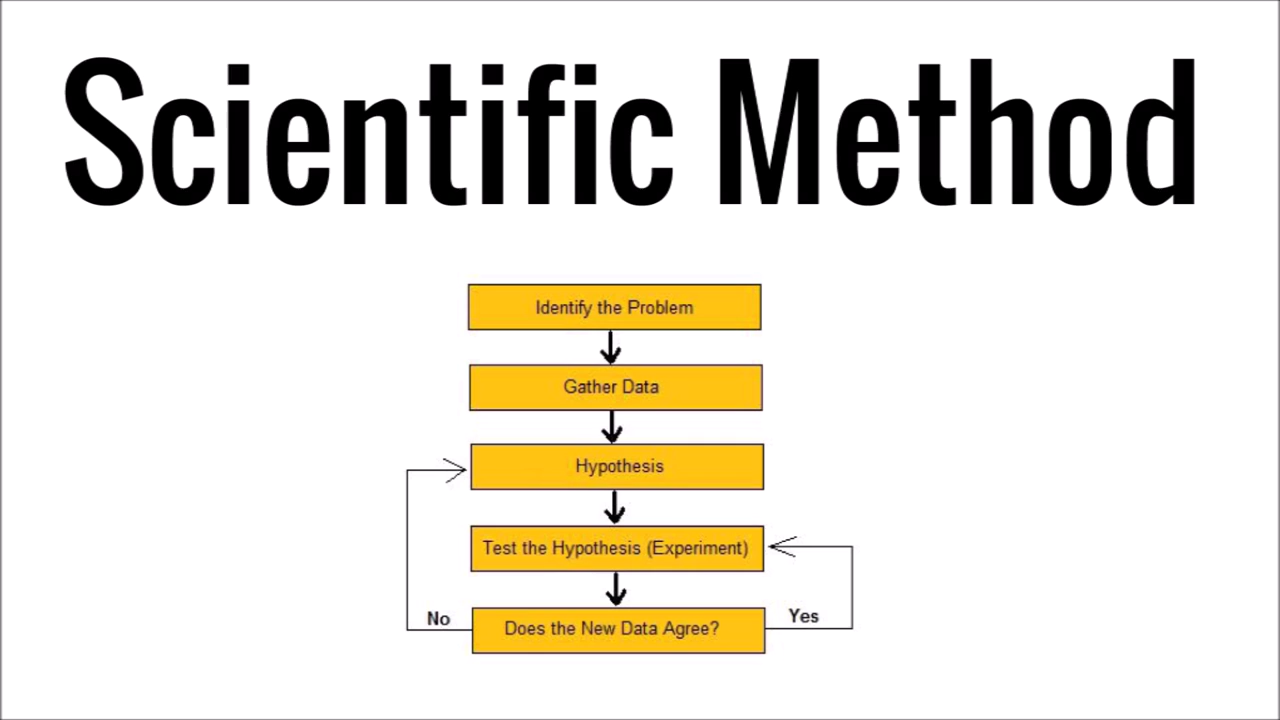 Scientific Method
Identify the Problem
Gather Data
Hypothesis
Test the Hypothesis (Experiment)
No
Does the New Data Agree?
Yes